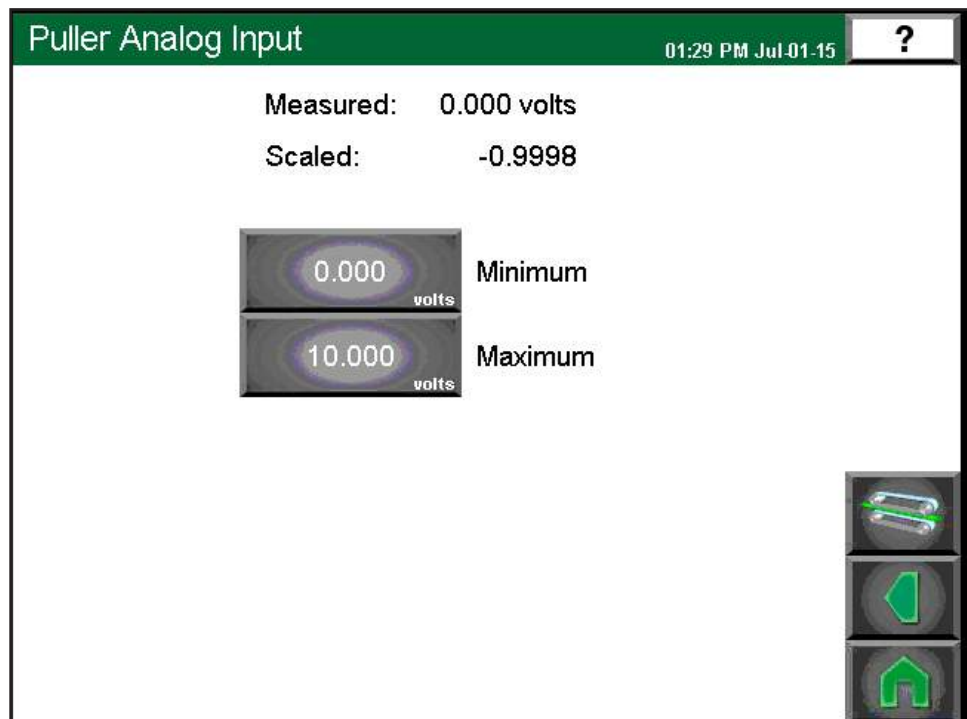 Puller Analog Input 01:29 PM Jul-01-15 ?
Measured: 0.000 volts
Scaled: -0.9998
0.000 volts Minimum
10.000 volts Maximum